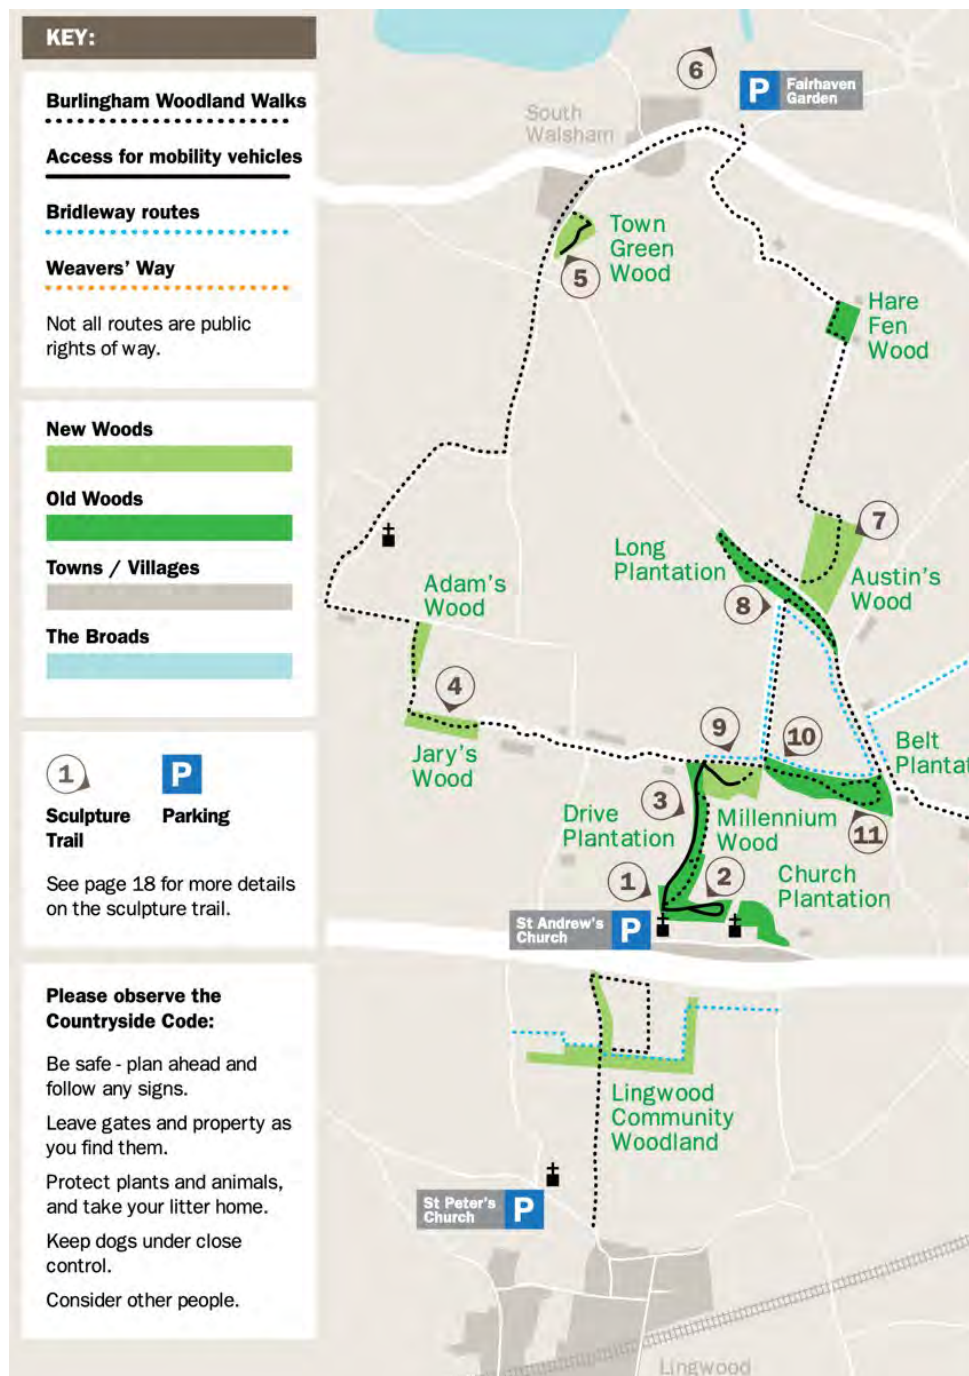 KEY:
Burlingham Woodland Walks
Access for mobility vehicles
Bridleway routes
Weavers’ Way
Not all routes are public
rights of way.
New Woods
Old Woods
Towns / Villages
The Broads
1
Sculpture
Trail
P
Parking
See page 18 for more details
on the sculpture trail.
Please observe the
Countryside Code:
Be safe - plan ahead and
follow any signs.
Leave gates and property as
you find them.
Protect plants and animals,
and take your litter home.
Keep dogs under close
control.
Consider other people.
6
P Fairhaven
Garden
South
Walsham
Town
Green
Wood
5
Hare
Fen
Wood
7
Long
Plantation
Austin’s
Wood
8
Adam’s
Wood
4
Jary’s
Wood
9
10
Belt
Plantat
3
Drive
Plantation
Millennium
Wood
11
1
2
Church
Plantation
St Andrew’s
Church P
Lingwood
Community
Woodland
St Peter’s
Church P
Lingwood